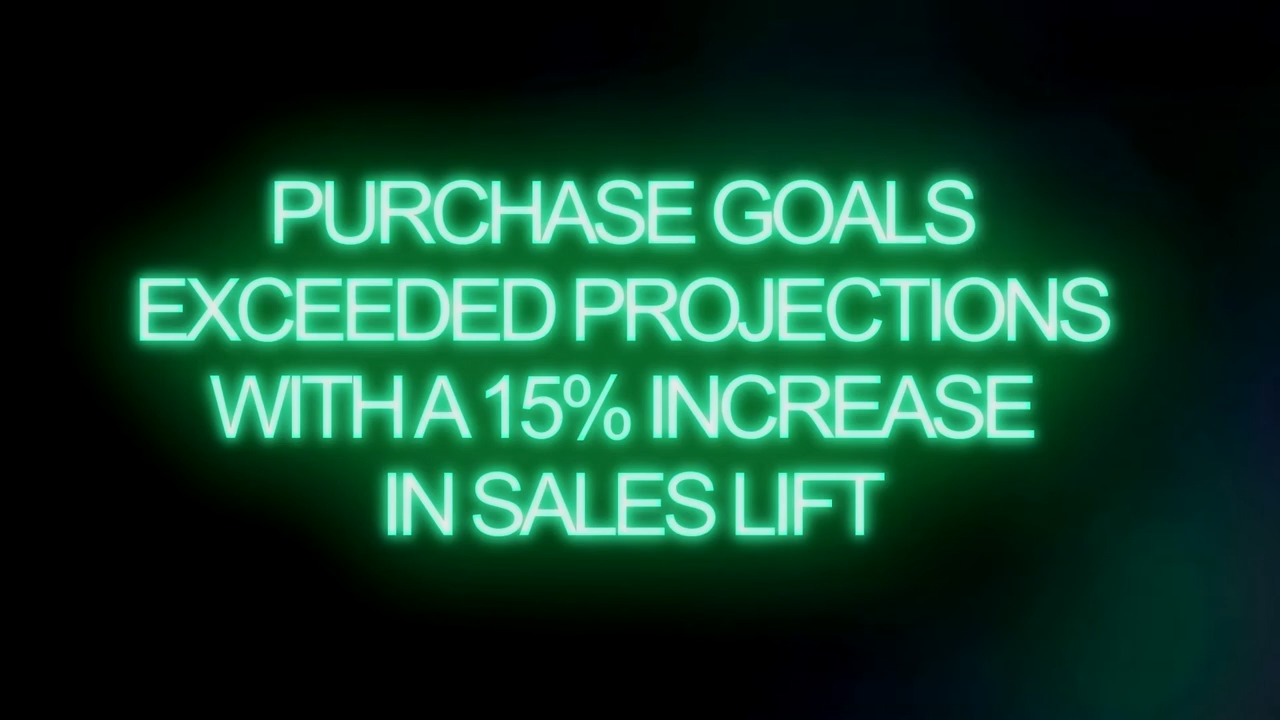 PURCHASE GOALS
EXCEEDED PROJECTIONS
WITH A 15% INCREASE
IN SALES LIFT